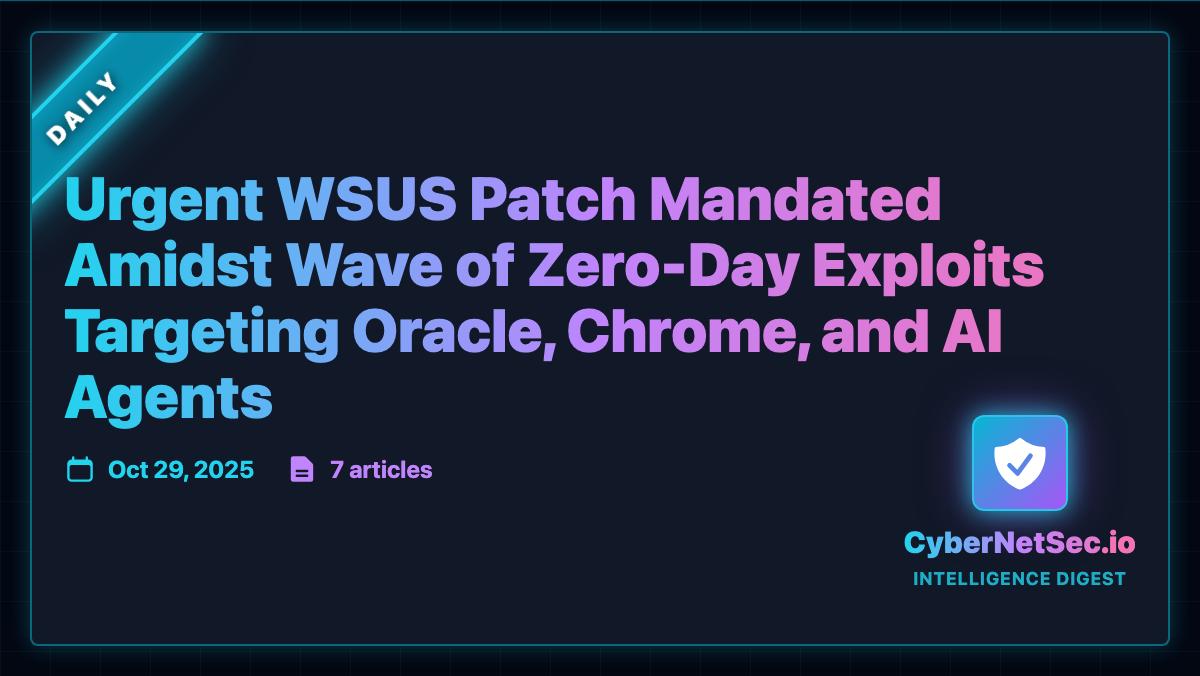 DAILY
Urgent WSUS Patch Mandated
Amidst Wave of Zero-Day Exploits
Targeting Oracle, Chrome, and AI
Agents
Oct 29, 2025 7 articles
CyberNetSec.io
INTELLIGENCE DIGEST